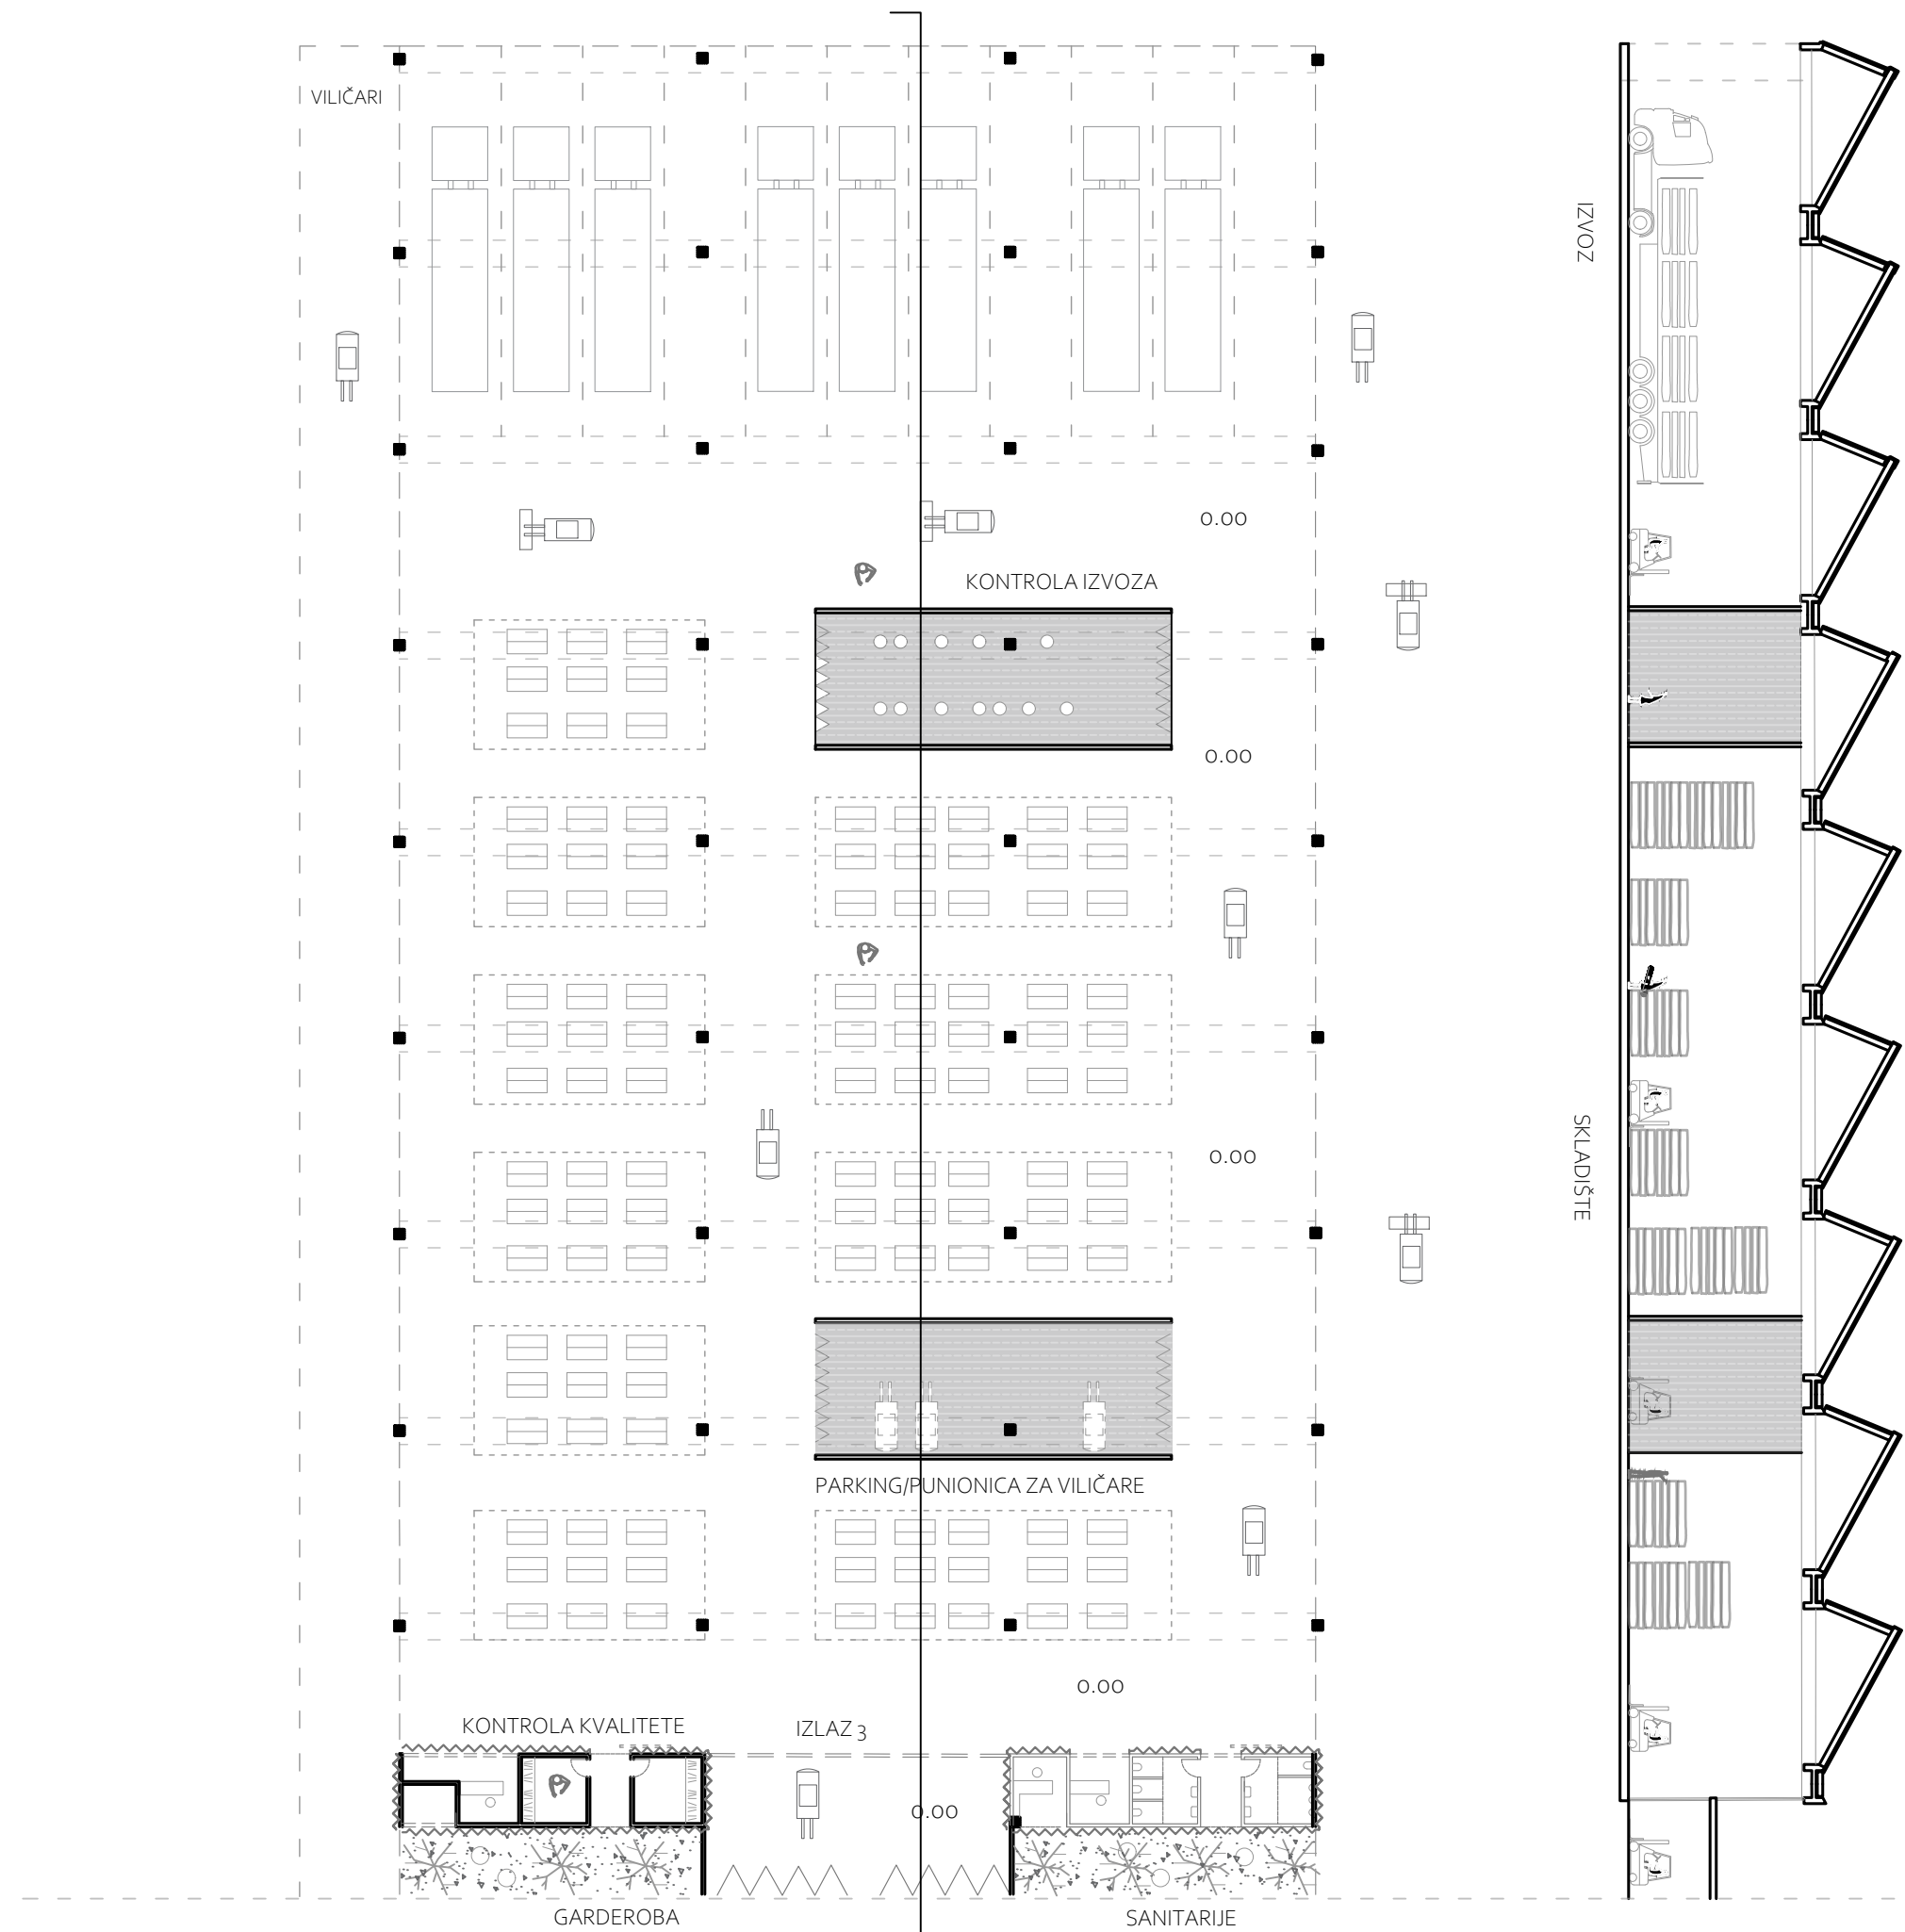 VILIČARI
IZVOZ
0.00
KONTROLA IZVOZA
0.00
SKLADIŠTE
0.00
PARKING/PUNIONICA ZA VILIČARE
0.00
KONTROLA KVALITETE
IZLAZ 3
0.00
GARDEROBA
SANITARIJE